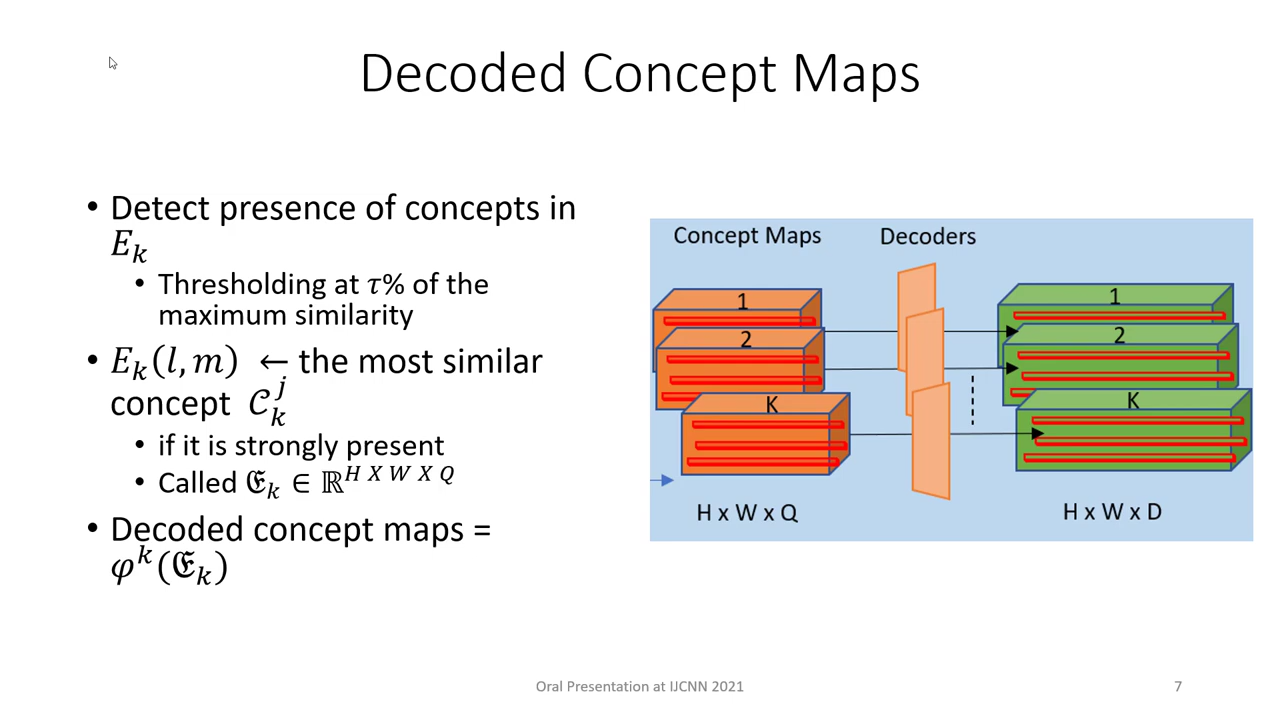 Decoded Concept Maps
• Detect presence of concepts in
𝐸ₖ
• Thresholding at 𝜏% of the
maximum similarity
• 𝐸ₖ(𝑙, 𝑚) ← the most similar
concept 𝒞ₖʲ
• if it is strongly present
• Called 𝔈ₖ ∈ ℝᴴ ˣ ᵂ ˣ Q
• Decoded concept maps =
𝜑ᵏ(𝔈ₖ)
Concept Maps Decoders
1
2
K
1
2
K
H x W x Q
H x W x D
Oral Presentation at IJCNN 2021
7